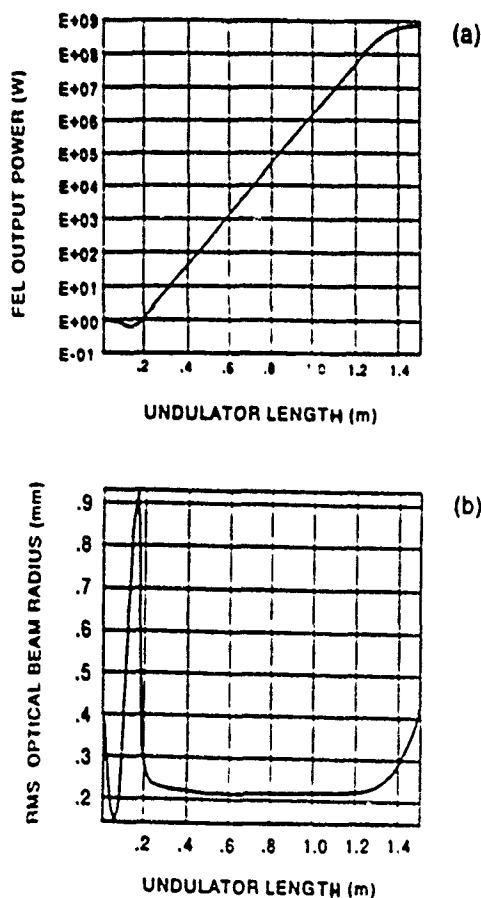 (a)
FEL OUTPUT POWER (W)
E+09
E+08
E+07
E+06
E+05
E+04
E+03
E+02
E+01
E+00
E-01
.2 .4 .6 .8 1.0 1.2 1.4
UNDULATOR LENGTH (m)
(b)
RMS OPTICAL BEAM RADIUS (mm)
.9
.8
.7
.6
.5
.4
.3
.2
.2 .4 .6 .8 1.0 1.2 1.4
UNDULATOR LENGTH (m)